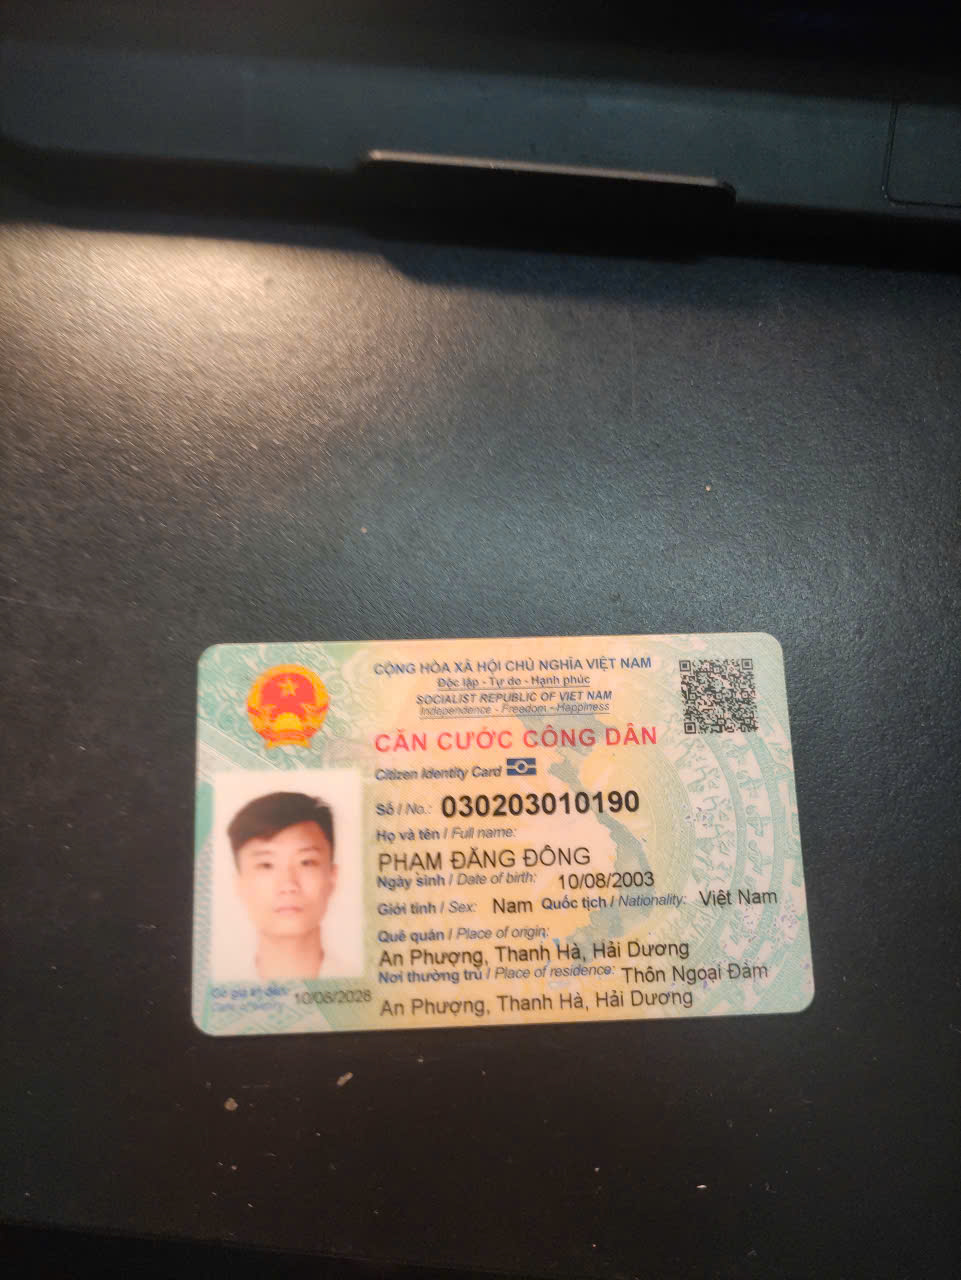 CỘNG HÒA XÃ HỘI CHỦ NGHĨA VIỆT NAM
Độc lập - Tự do - Hạnh phúc
SOCIALIST REPUBLIC OF VIET NAM
Independence - Freedom - Happiness
CĂN CƯỚC CÔNG DÂN
Citizen Identity Card
Số / No.: 030203010190
Họ và tên / Full name:
PHẠM ĐĂNG ĐÔNG
Ngày sinh / Date of birth: 10/08/2003
Giới tính / Sex: Nam Quốc tịch / Nationality: Việt Nam
Quê quán / Place of origin:
An Phượng, Thanh Hà, Hải Dương
Nơi thường trú / Place of residence: Thôn Ngoại Đàm
An Phượng, Thanh Hà, Hải Dương
Có giá trị đến: 10/08/2028